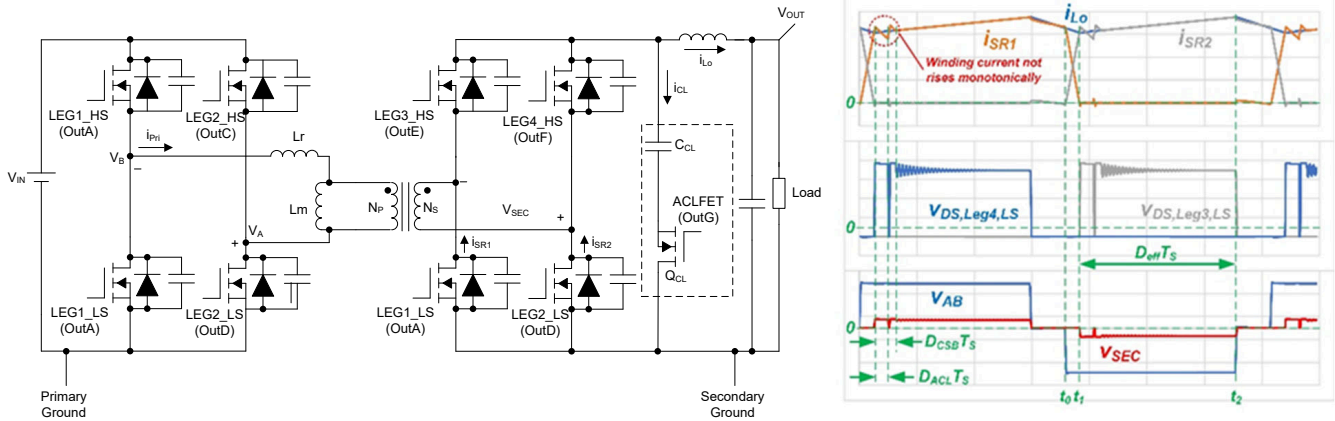 VIN
LEG1_HS
(OutA)
LEG2_HS
(OutC)
iPri
VB
−
Lr
Lm
NP
NS
VA
+
LEG1_LS
(OutA)
LEG2_LS
(OutD)
Primary
Ground
LEG3_HS
(OutE)
LEG4_HS
(OutF)
−
VSEC
+
iSR1
iSR2
LEG1_LS
(OutA)
LEG2_LS
(OutD)
Secondary
Ground
VOUT
iLo
iCL
CCL
ACLFET
(OutG)
QCL
Load
iLo
iSR1
iSR2
Winding current not
rises monotonically
0
VDS,Leg4,LS
VDS,Leg3,LS
0
DeffTS
VAB
0
VSEC
DCSBTS
DACLTS
t0 t1
t2